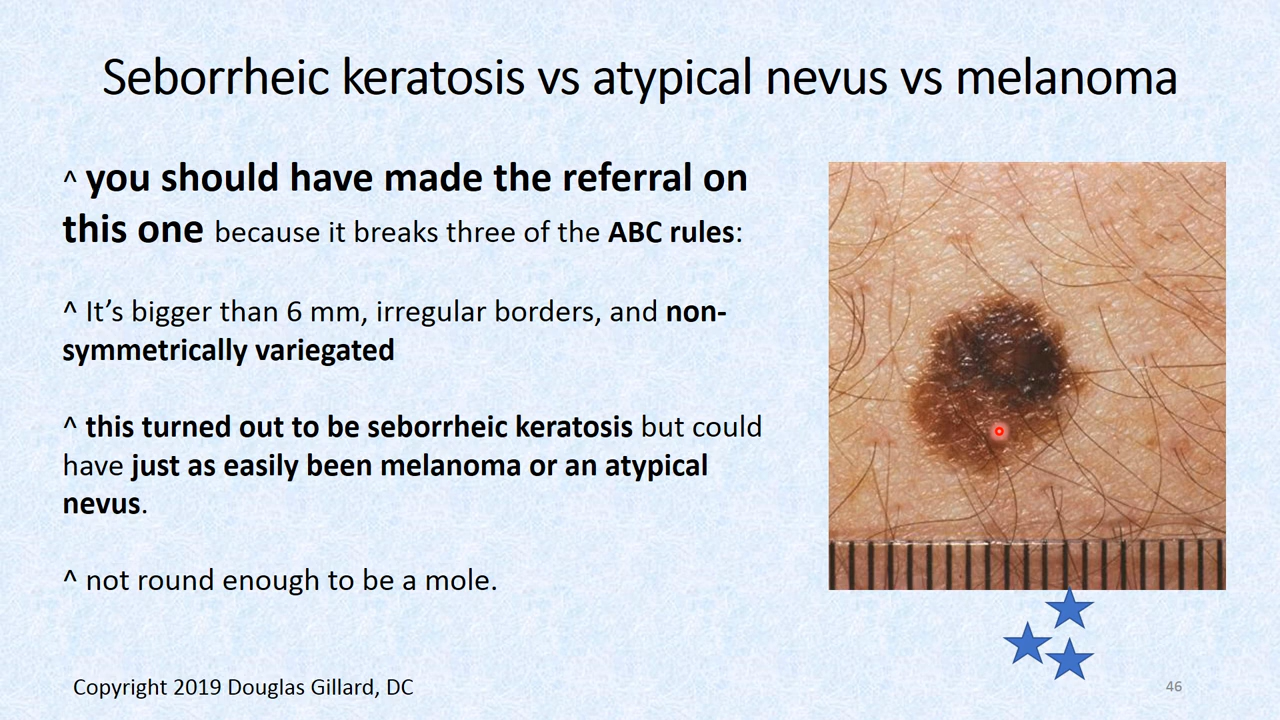 Seborrheic keratosis vs atypical nevus vs melanoma
^ you should have made the referral on
this one because it breaks three of the ABC rules:
^ It’s bigger than 6 mm, irregular borders, and non-
symmetrically variegated
^ this turned out to be seborrheic keratosis but could
have just as easily been melanoma or an atypical
nevus.
^ not round enough to be a mole.
Copyright 2019 Douglas Gillard, DC
46